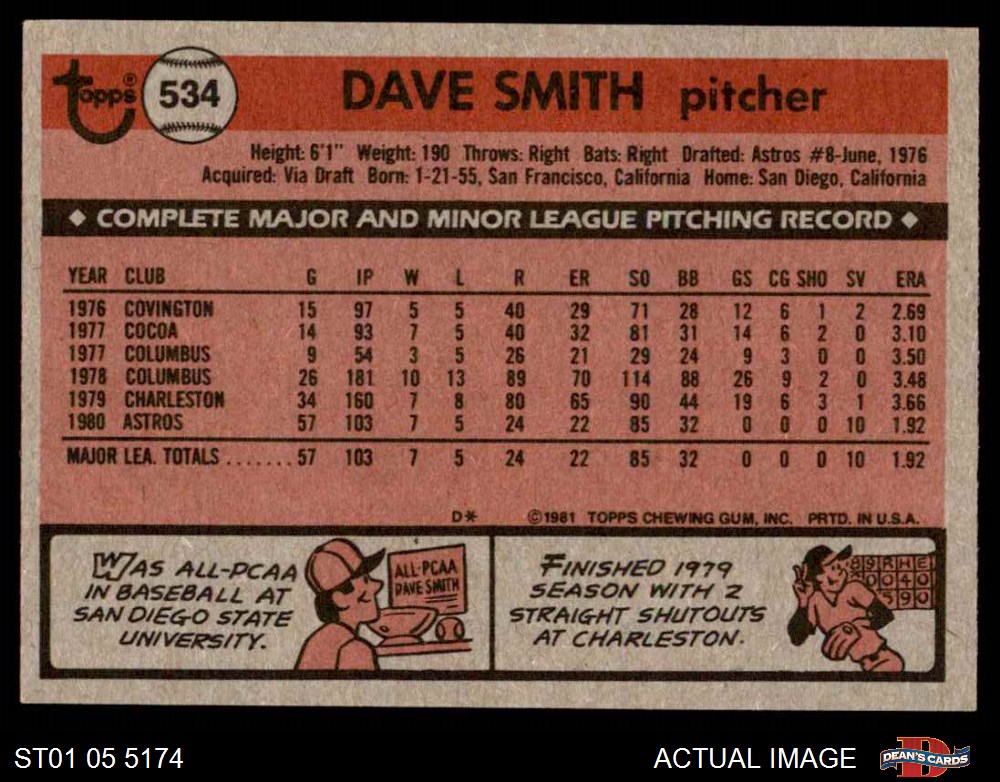 Topps® 534 DAVE SMITH pitcher
Height: 6'1" Weight: 190 Throws: Right Bats: Right Drafted: Astros #8-June, 1976
Acquired: Via Draft Born: 1-21-55, San Francisco, California Home: San Diego, California
◆ COMPLETE MAJOR AND MINOR LEAGUE PITCHING RECORD ◆
YEAR CLUB G IP W L R ER SO BB GS CG SHO SV ERA
1976 COVINGTON 15 97 5 5 40 29 71 28 12 6 1 2 2.69
1977 COCOA 14 93 7 5 40 32 81 31 14 6 2 0 3.10
1977 COLUMBUS 9 54 3 5 26 21 29 24 9 3 0 0 3.50
1978 COLUMBUS 26 181 10 13 89 70 114 88 26 9 2 0 3.48
1979 CHARLESTON 34 160 7 8 80 65 90 44 19 6 3 1 3.66
1980 ASTROS 57 103 7 5 24 22 85 32 0 0 0 10 1.92
MAJOR LEA. TOTALS ....... 57 103 7 5 24 22 85 32 0 0 0 10 1.92
D* ©1981 TOPPS CHEWING GUM, INC. PRTD. IN U.S.A.
WAS ALL-PCAA
IN BASEBALL AT
SAN DIEGO STATE
UNIVERSITY.
ALL-PCAA
DAVE SMITH
FINISHED 1979
SEASON WITH 2
STRAIGHT SHUTOUTS
AT CHARLESTON.
8 9 R H E
0 0 0 4 0
5 9 0
ST01 05 5174 ACTUAL IMAGE DEAN'S CARDS